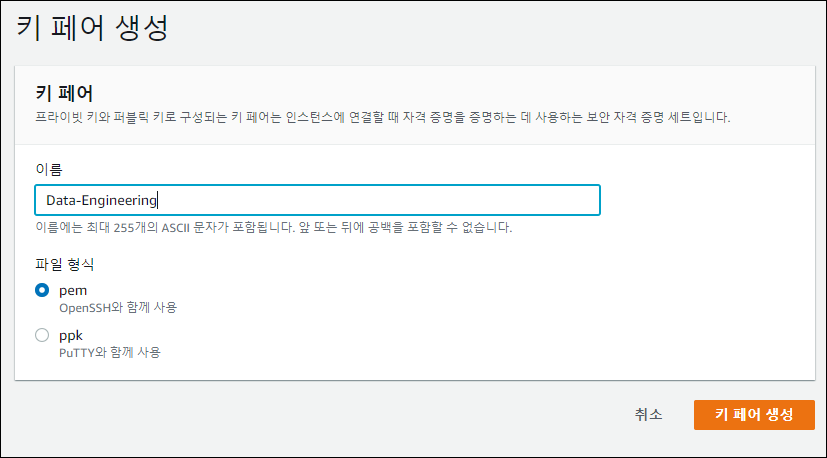 키 페어 생성
키 페어
프라이빗 키와 퍼블릭 키로 구성되는 키 페어는 인스턴스에 연결할 때 자격 증명을 증명하는 데 사용하는 보안 자격 증명 세트입니다.
이름
Data-Engineering
이름에는 최대 255개의 ASCII 문자가 포함됩니다. 앞 또는 뒤에 공백을 포함할 수 없습니다.
파일 형식
pem
OpenSSH와 함께 사용
ppk
PuTTY와 함께 사용
취소 키 페어 생성